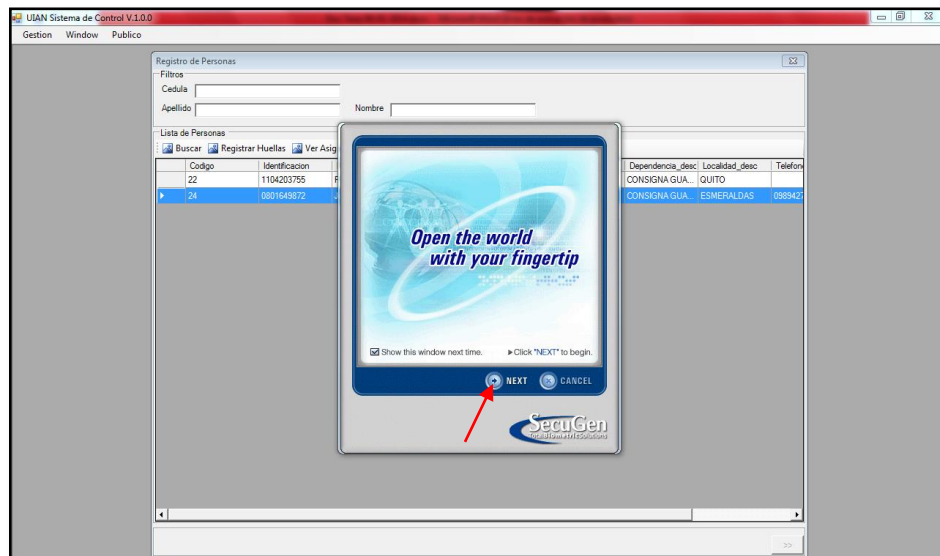 UIAN Sistema de Control V.1.0.0
Gestion Window Publico
Registro de Personas
Filtros
Cedula
Apellido Nombre
Lista de Personas
Buscar Registrar Huellas Ver Asig
Codigo Identificacion Dependencia_desc Localidad_desc Telefon
22 1104203755 CONSIGNA GUA... QUITO
24 0801649872 CONSIGNA GUA... ESMERALDAS 0989427
Open the world
with your fingertip
Show this window next time. Click "NEXT" to begin.
NEXT CANCEL
SecuGen
Total Biometric Solutions
>>